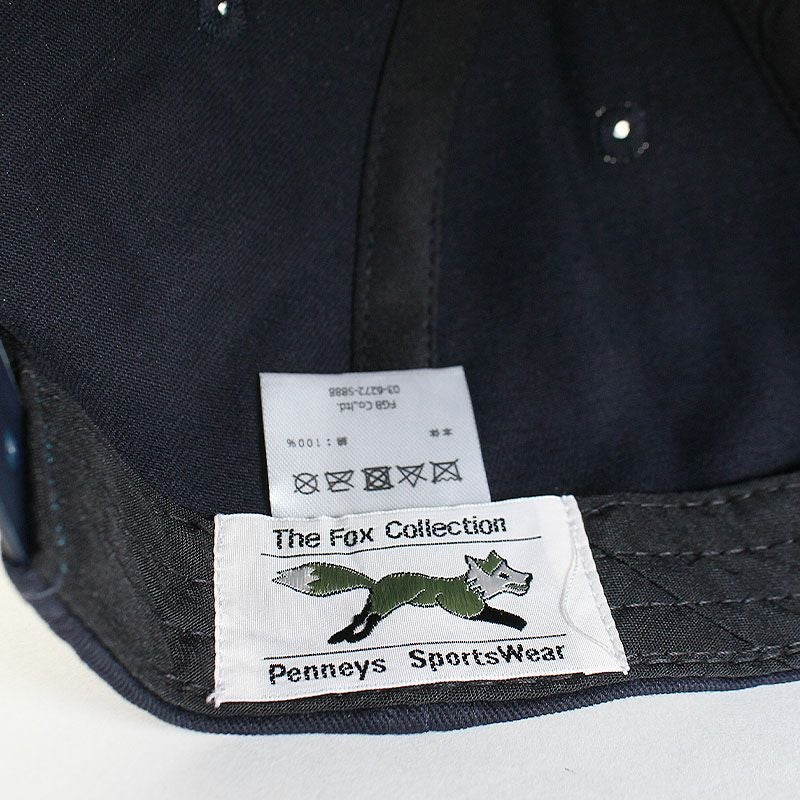 03-6272-5888
FGB Co.,ltd.
本体
綿:100%
The Fox Collection
Penneys SportsWear